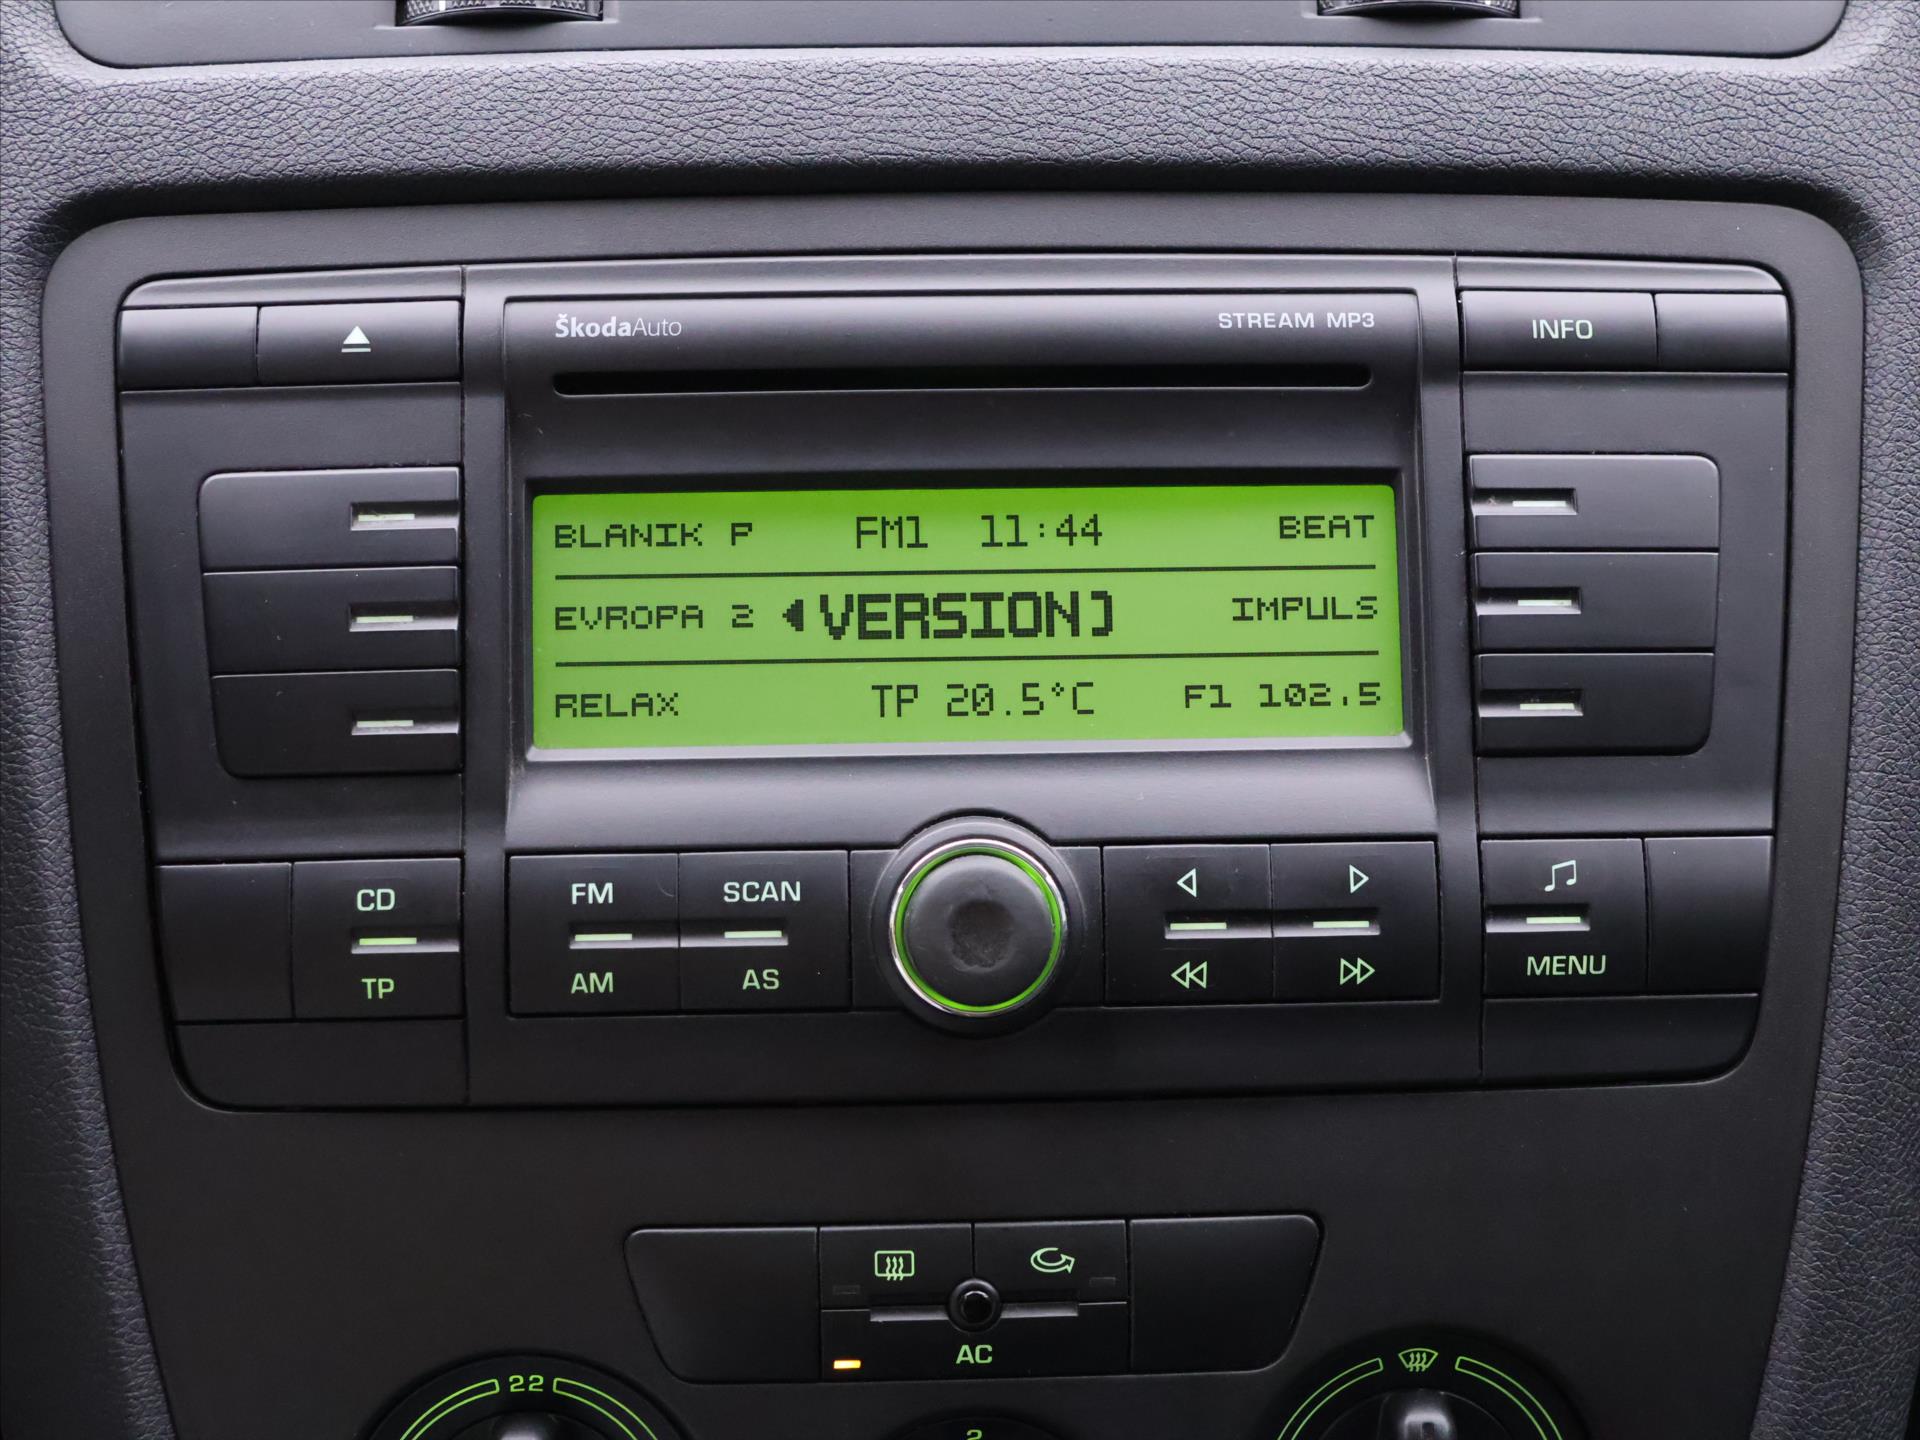 ŠkodaAuto STREAM MP3
INFO
BLANIK P FM1 11:44 BEAT
EVROPA 2 VERSION) IMPULS
RELAX TP 20.5°C F1 102.5
CD FM SCAN
TP AM AS MENU
AC
22
2